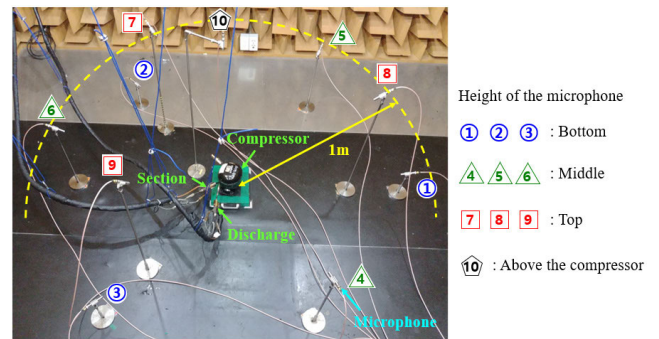 7
10
5
2
8
6
Height of the microphone
Compressor
1 2 3 : Bottom
1m
9
4 5 6 : Middle
Section
1
7 8 9 : Top
Discharge
10 : Above the compressor
4
3
Microphone